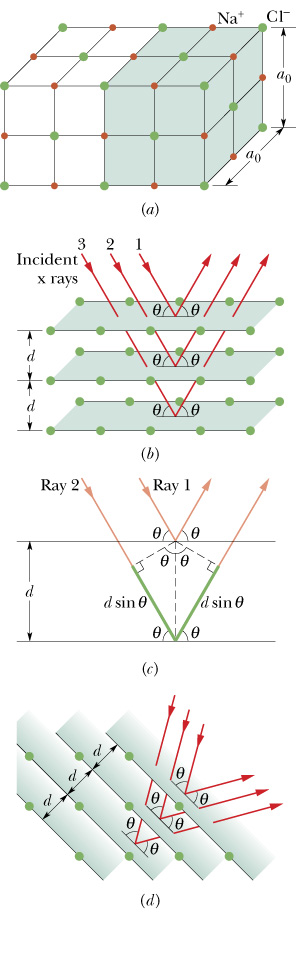 Na⁺ Cl⁻
a₀
a₀
(a)
3 2 1
Incident
x rays
θ θ
θ θ
d
θ θ
d
(b)
Ray 2 Ray 1
θ θ
θ θ
d
d sin θ d sin θ
θ θ
(c)
d
d
d
θ
θ
θ
θ
θ
θ
(d)